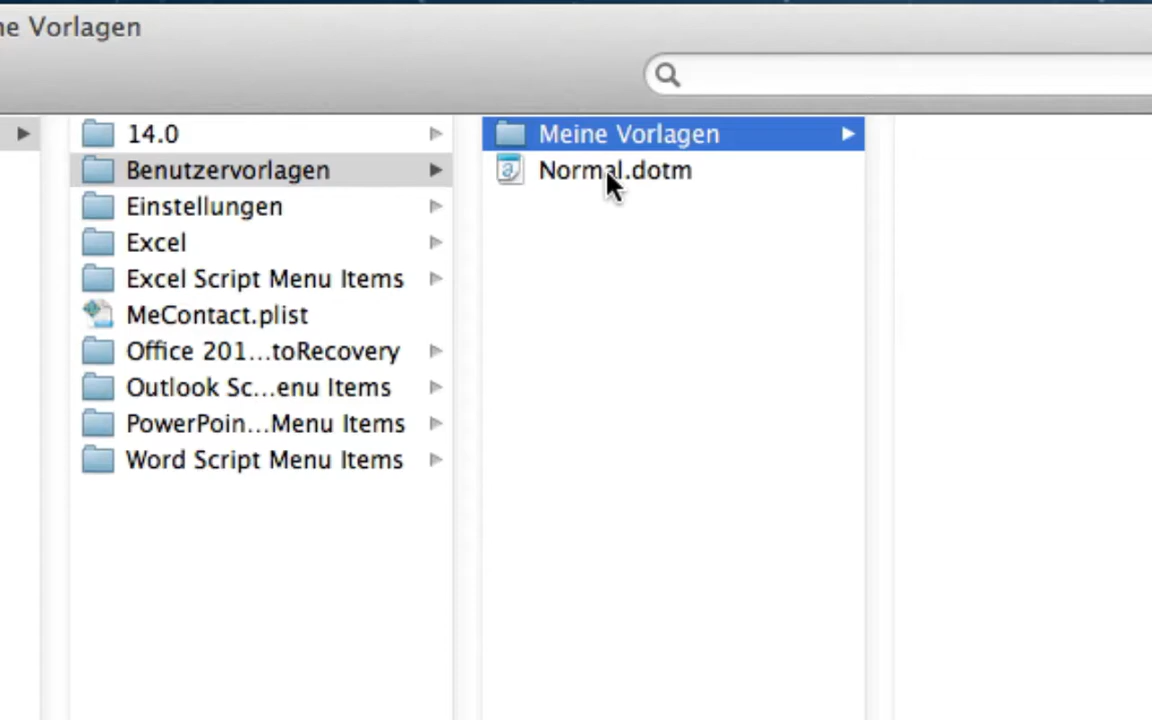 ne Vorlagen
14.0
Benutzervorlagen
Einstellungen
Excel
Excel Script Menu Items
MeContact.plist
Office 201...toRecovery
Outlook Sc...enu Items
PowerPoin...Menu Items
Word Script Menu Items
Meine Vorlagen
Normal.dotm